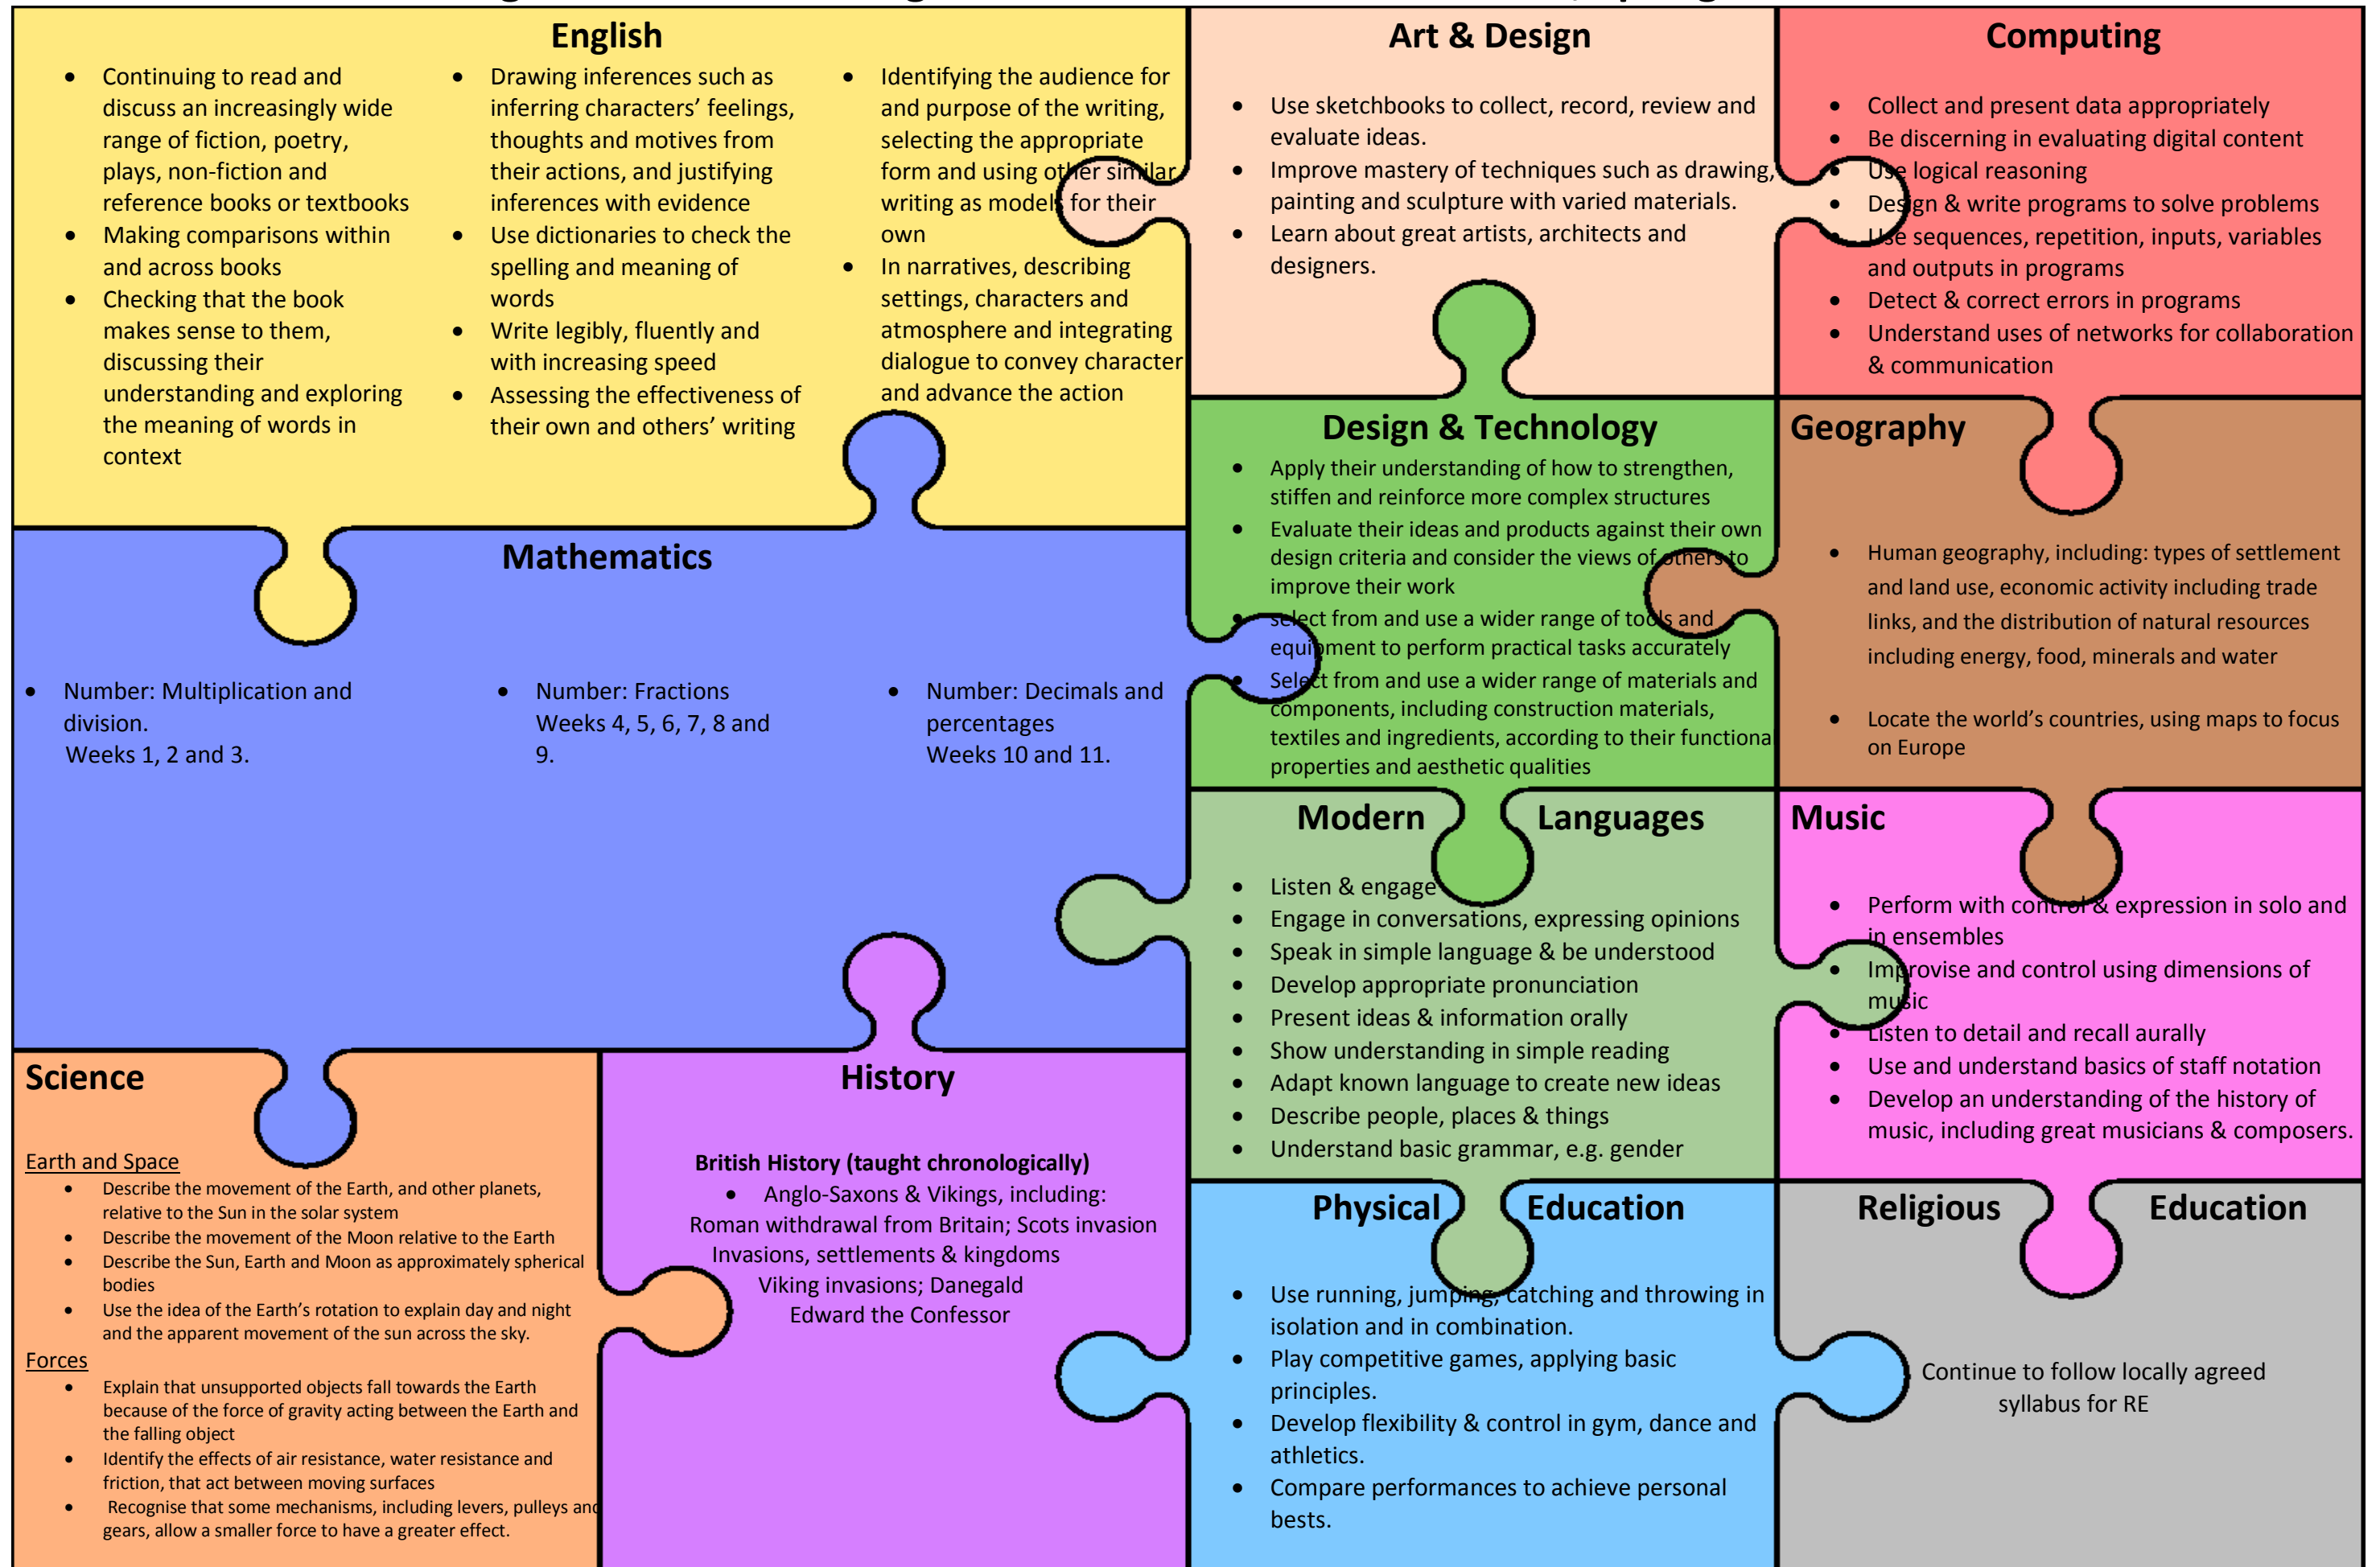 English
Continuing to read and
discuss an increasingly wide
range of fiction, poetry,
plays, non-fiction and
reference books or textbooks
Making comparisons within
and across books
Checking that the book
makes sense to them,
discussing their
understanding and exploring
the meaning of words in
context
Drawing inferences such as
inferring characters’ feelings,
thoughts and motives from
their actions, and justifying
inferences with evidence
Use dictionaries to check the
spelling and meaning of
words
Write legibly, fluently and
with increasing speed
Assessing the effectiveness of
their own and others’ writing
Identifying the audience for
and purpose of the writing,
selecting the appropriate
form and using other similar
writing as models for their
own
In narratives, describing
settings, characters and
atmosphere and integrating
dialogue to convey character
and advance the action
Art & Design
Use sketchbooks to collect, record, review and
evaluate ideas.
Improve mastery of techniques such as drawing,
painting and sculpture with varied materials.
Learn about great artists, architects and
designers.
Computing
Collect and present data appropriately
Be discerning in evaluating digital content
Use logical reasoning
Design & write programs to solve problems
Use sequences, repetition, inputs, variables
and outputs in programs
Detect & correct errors in programs
Understand uses of networks for collaboration
& communication
Mathematics
Number: Multiplication and
division.
Weeks 1, 2 and 3.
Number: Fractions
Weeks 4, 5, 6, 7, 8 and
9.
Number: Decimals and
percentages
Weeks 10 and 11.
Design & Technology
Apply their understanding of how to strengthen,
stiffen and reinforce more complex structures
Evaluate their ideas and products against their own
design criteria and consider the views of others to
improve their work
select from and use a wider range of tools and
equipment to perform practical tasks accurately
Select from and use a wider range of materials and
components, including construction materials,
textiles and ingredients, according to their functional
properties and aesthetic qualities
Geography
Human geography, including: types of settlement
and land use, economic activity including trade
links, and the distribution of natural resources
including energy, food, minerals and water
Locate the world’s countries, using maps to focus
on Europe
Modern Languages
Listen & engage
Engage in conversations, expressing opinions
Speak in simple language & be understood
Develop appropriate pronunciation
Present ideas & information orally
Show understanding in simple reading
Adapt known language to create new ideas
Describe people, places & things
Understand basic grammar, e.g. gender
Music
Perform with control & expression in solo and
in ensembles
Improvise and control using dimensions of
music
Listen to detail and recall aurally
Use and understand basics of staff notation
Develop an understanding of the history of
music, including great musicians & composers.
Science
Earth and Space
Describe the movement of the Earth, and other planets,
relative to the Sun in the solar system
Describe the movement of the Moon relative to the Earth
Describe the Sun, Earth and Moon as approximately spherical
bodies
Use the idea of the Earth’s rotation to explain day and night
and the apparent movement of the sun across the sky.
Forces
Explain that unsupported objects fall towards the Earth
because of the force of gravity acting between the Earth and
the falling object
Identify the effects of air resistance, water resistance and
friction, that act between moving surfaces
Recognise that some mechanisms, including levers, pulleys and
gears, allow a smaller force to have a greater effect.
History
British History (taught chronologically)
Anglo-Saxons & Vikings, including:
Roman withdrawal from Britain; Scots invasion
Invasions, settlements & kingdoms
Viking invasions; Danegald
Edward the Confessor
Physical Education
Use running, jumping, catching and throwing in
isolation and in combination.
Play competitive games, applying basic
principles.
Develop flexibility & control in gym, dance and
athletics.
Compare performances to achieve personal
bests.
Religious Education
Continue to follow locally agreed
syllabus for RE